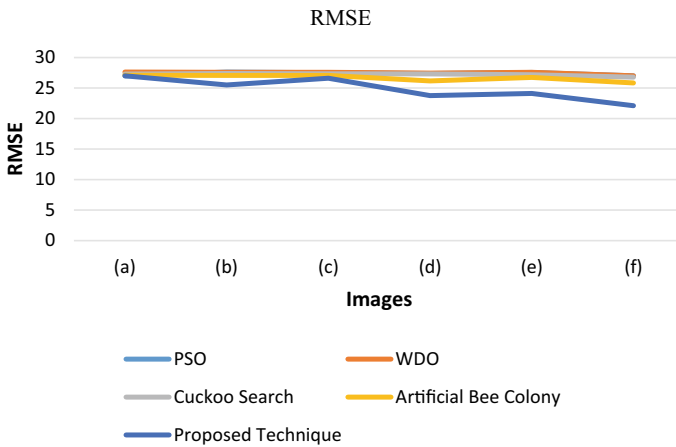 RMSE
30
25
20
15
10
5
0
RMSE
(a) (b) (c) (d) (e) (f)
Images
PSO WDO
Cuckoo Search Artificial Bee Colony
Proposed Technique